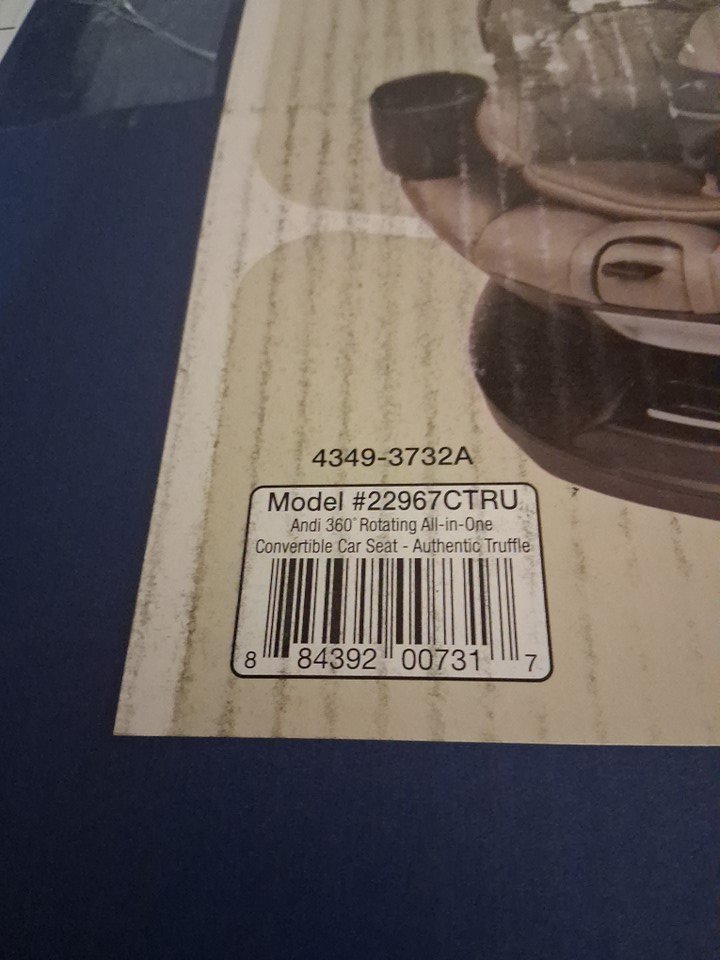 4349-3732A
Model #22967CTRU
Andi 360° Rotating All-in-One
Convertible Car Seat - Authentic Truffle
8 84392 00731 7